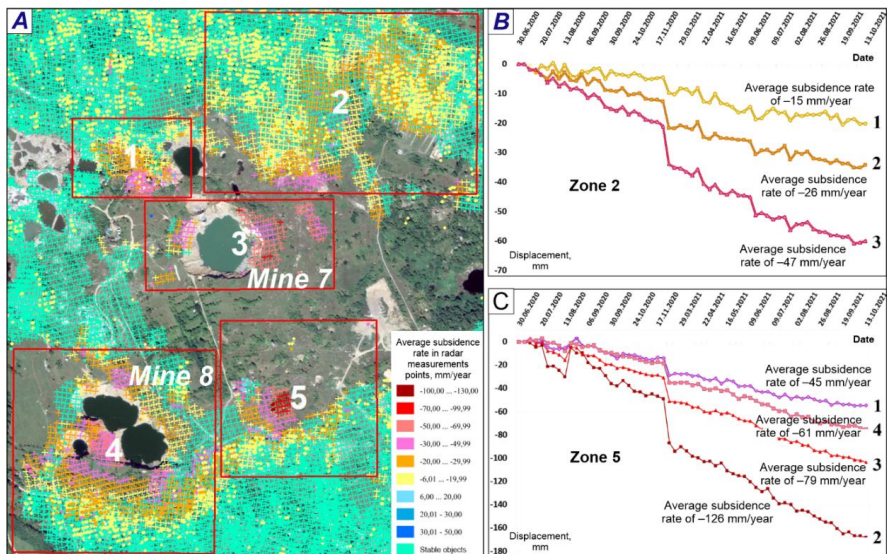 A
1
2
3
Mine 7
Mine 8
4
5
Average subsidence
rate in radar
measurements
points, mm/year
-100,00 ... -130,00
-70,00 ... -99,99
-50,00 ... -69,99
-30,00 ... -49,99
-20,00 ... -29,99
-6,01 ... -19,99
6,00 ... 20,00
20,01 - 30,00
30,01 - 50,00
Stable objects
B
30.06.2020
20.07.2020
13.08.2020
06.09.2020
30.09.2020
24.10.2020
17.11.2020
29.03.2021
22.04.2021
16.05.2021
09.06.2021
09.07.2021
02.08.2021
26.08.2021
19.09.2021
13.10.2021
Date
0
-10
-20
-30
-40
-50
-60
-70
Average subsidence rate
of –15 mm/year
1
2
Zone 2
Average subsidence
rate of –26 mm/year
3
Average subsidence
rate of –47 mm/year
Displacement,
mm
C
30.06.2020
20.07.2020
13.08.2020
06.09.2020
30.09.2020
24.10.2020
17.11.2020
29.03.2021
22.04.2021
16.05.2021
09.06.2021
09.07.2021
02.08.2021
26.08.2021
19.09.2021
13.10.2021
Date
0
-20
-40
-60
-80
-100
-120
-140
-160
-180
Average subsidence
rate of –45 mm/year
1
4
Average subsidence
rate of –61 mm/year
Zone 5
3
Average subsidence
rate of –79 mm/year
Average subsidence
rate of –126 mm/year
2
Displacement,
mm